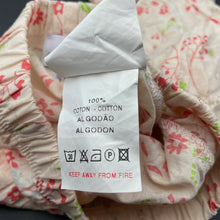 100%
COTON - COTTON
ALGODÃO
ALGODON
KEEP AWAY FROM FIRE